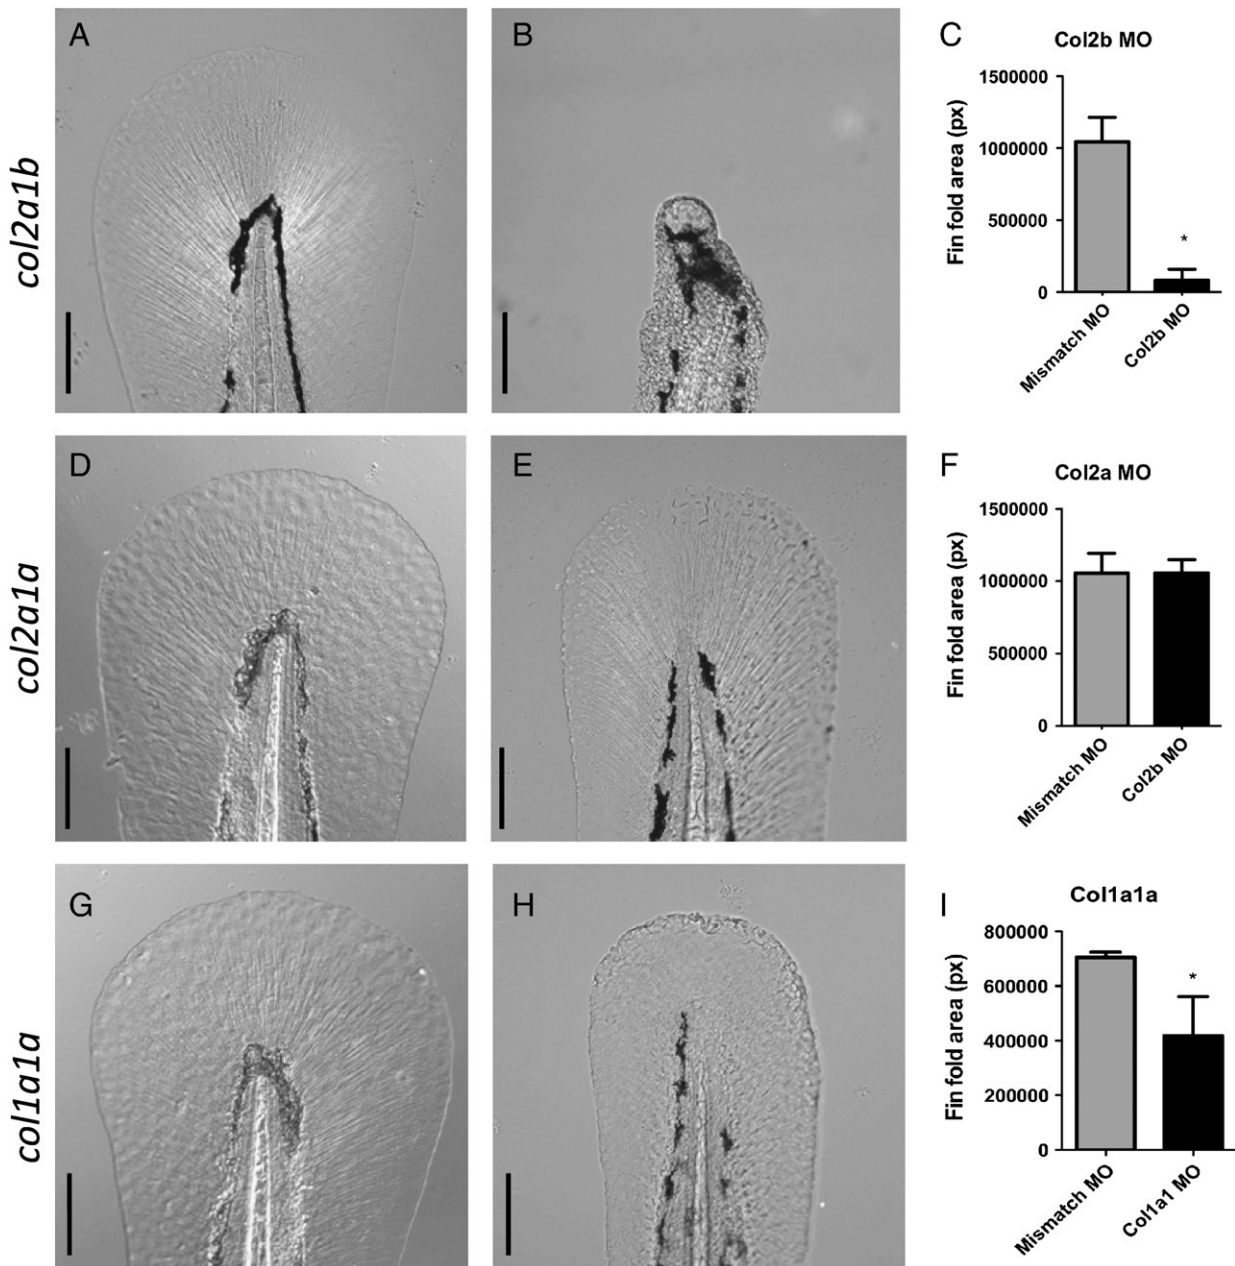 A
B
C
Col2b MO
col2a1b
Fin fold area (px)
1500000
1000000
500000
0
*
Mismatch MO
Col2b MO
D
E
F
Col2a MO
col2a1a
Fin fold area (px)
1500000
1000000
500000
0
Mismatch MO
Col2b MO
G
H
I
Col1a1a
col1a1a
Fin fold area (px)
800000
600000
400000
200000
0
*
Mismatch MO
Col1a1 MO